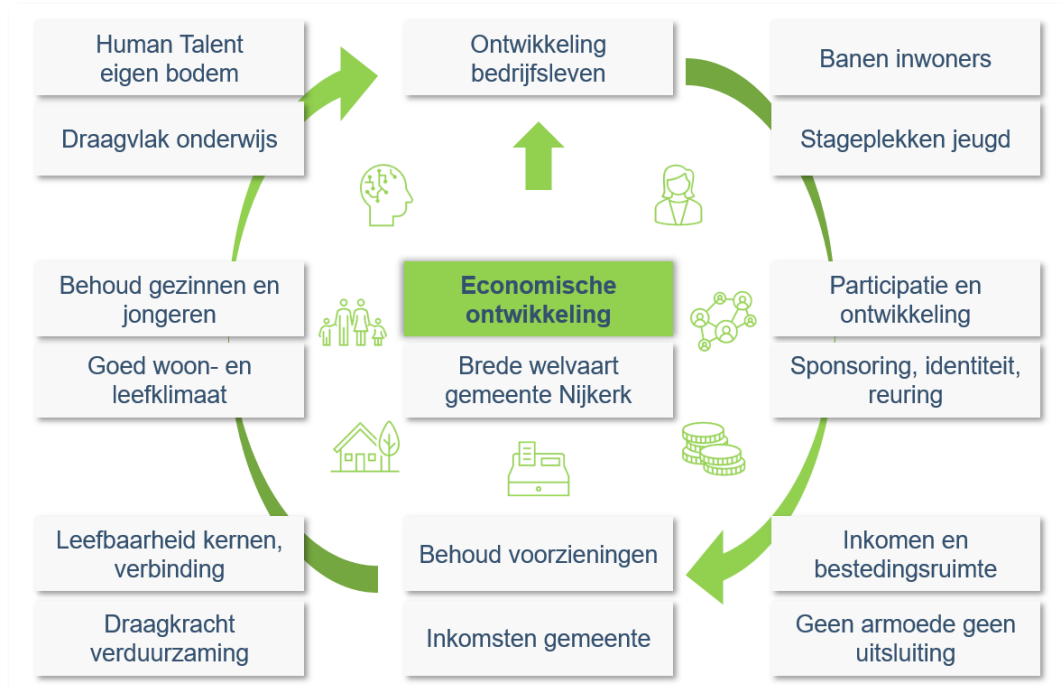 Human Talent
eigen bodem
Ontwikkeling
bedrijfsleven
Banen inwoners
Draagvlak onderwijs
Stageplekken jeugd
Behoud gezinnen en
jongeren
Economische
ontwikkeling
Participatie en
ontwikkeling
Goed woon- en
leefklimaat
Brede welvaart
gemeente Nijkerk
Sponsoring, identiteit,
reuring
Leefbaarheid kernen,
verbinding
Behoud voorzieningen
Inkomen en
bestedingsruimte
Draagkracht
verduurzaming
Inkomsten gemeente
Geen armoede geen
uitsluiting